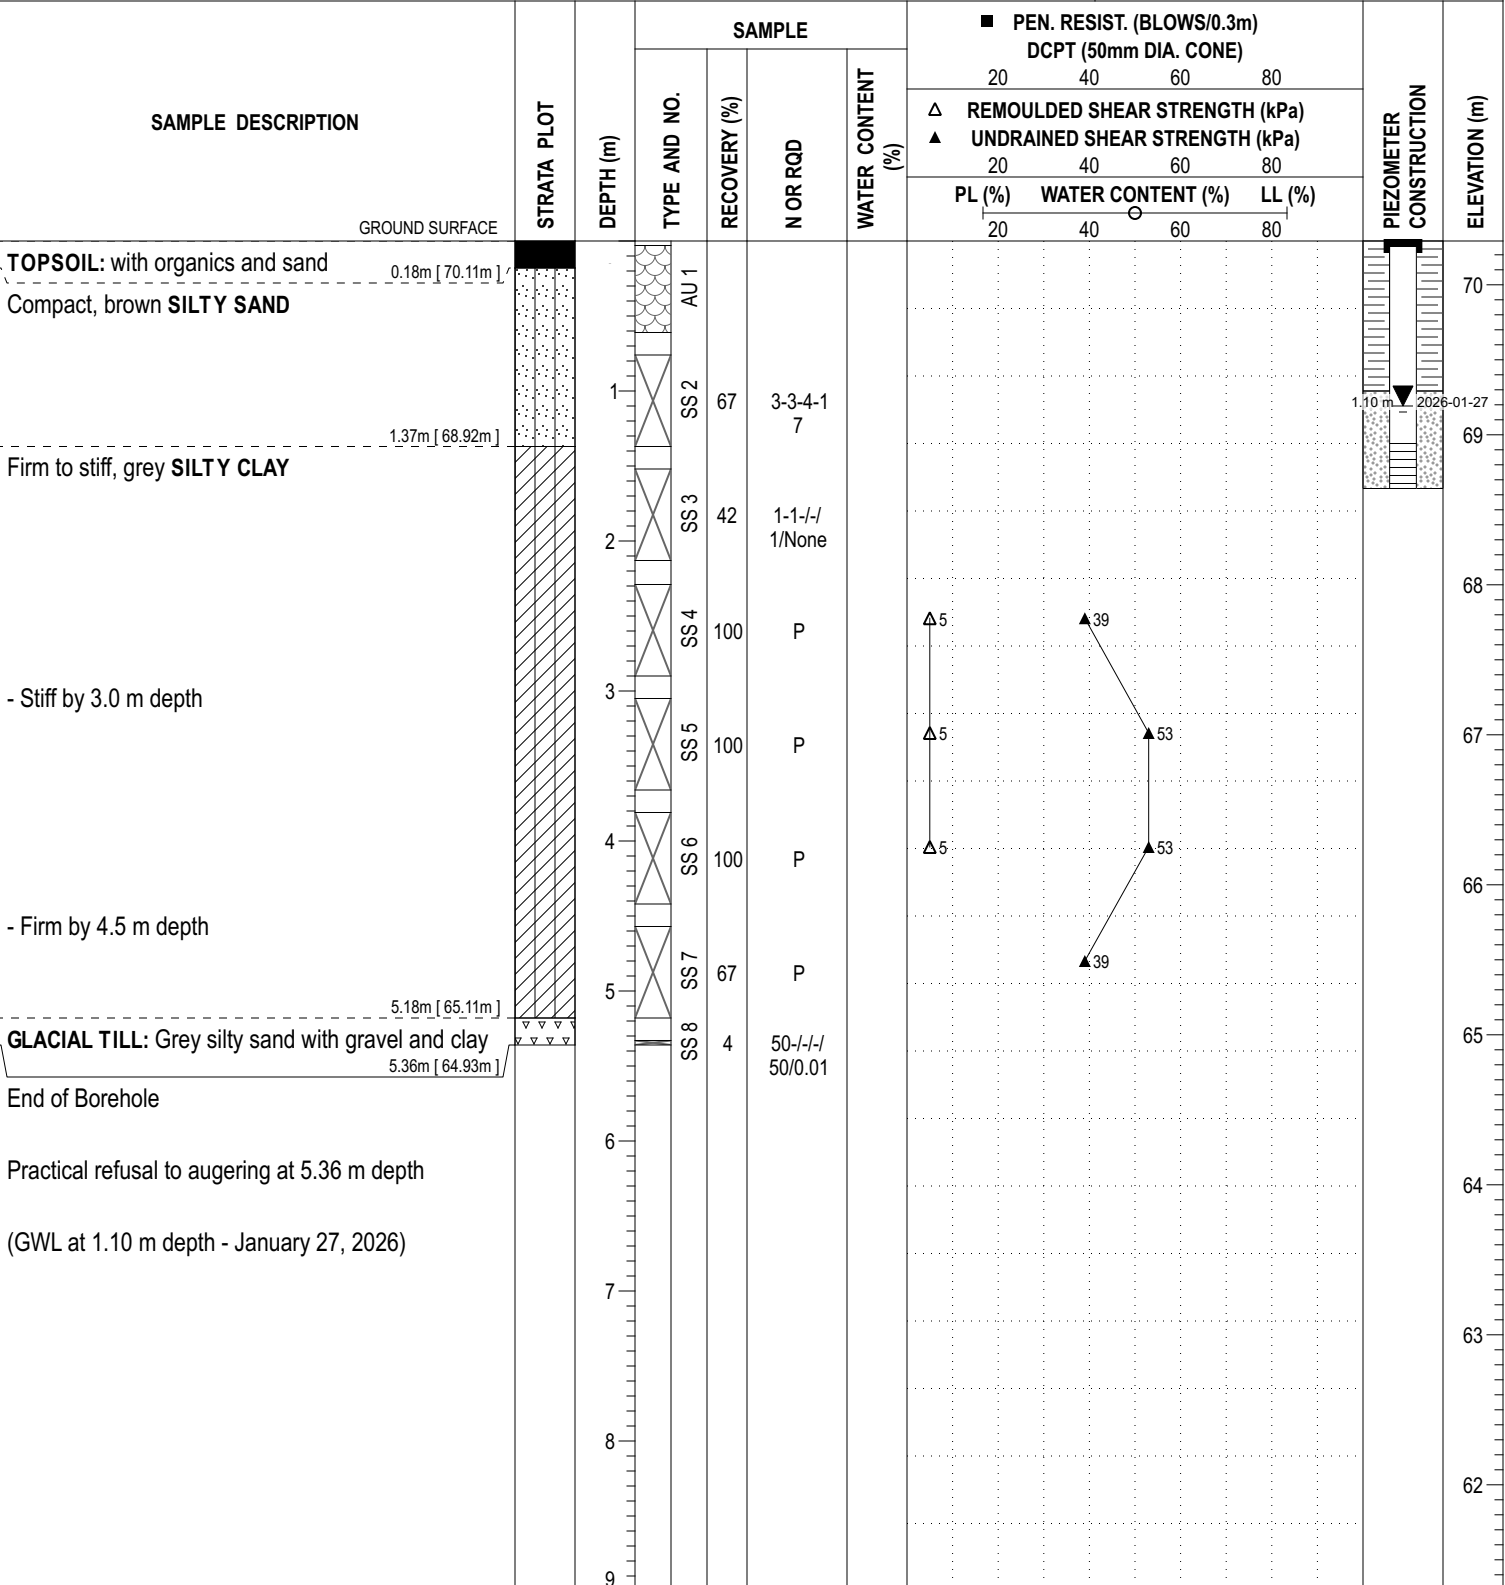 SAMPLE DESCRIPTION
GROUND SURFACE
STRATA PLOT
DEPTH (m)
SAMPLE
TYPE AND NO.
RECOVERY (%)
N OR RQD
WATER CONTENT
(%)
■ PEN. RESIST. (BLOWS/0.3m)
DCPT (50mm DIA. CONE)
20 40 60 80
△ REMOULDED SHEAR STRENGTH (kPa)
▲ UNDRAINED SHEAR STRENGTH (kPa)
20 40 60 80
PL (%) WATER CONTENT (%) LL (%)
20 40 60 80
PIEZOMETER
CONSTRUCTION
ELEVATION (m)
TOPSOIL: with organics and sand
0.18m [ 70.11m ]
AU 1
70
Compact, brown SILTY SAND
1
SS 2
67
3-3-4-1
7
1.10 m
2026-01-27
1.37m [ 68.92m ]
69
Firm to stiff, grey SILTY CLAY
SS 3
42
1-1-/-/
1/None
2
68
SS 4
100
P
5
39
- Stiff by 3.0 m depth
3
SS 5
100
P
5
53
67
4
SS 6
100
P
5
53
66
- Firm by 4.5 m depth
SS 7
67
P
39
5
5.18m [ 65.11m ]
GLACIAL TILL: Grey silty sand with gravel and clay
5.36m [ 64.93m ]
SS 8
4
50-/-/-/
50/0.01
65
End of Borehole
6
Practical refusal to augering at 5.36 m depth
64
(GWL at 1.10 m depth - January 27, 2026)
7
63
8
62
9